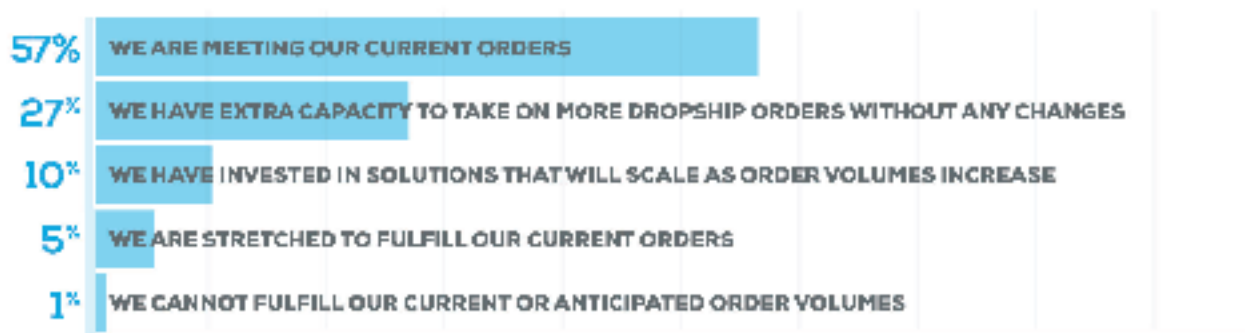 57% WE ARE MEETING OUR CURRENT ORDERS
27% WE HAVE EXTRA CAPACITY TO TAKE ON MORE DROPSHIP ORDERS WITHOUT ANY CHANGES
10% WE HAVE INVESTED IN SOLUTIONS THAT WILL SCALE AS ORDER VOLUMES INCREASE
5% WE ARE STRETCHED TO FULFILL OUR CURRENT ORDERS
1% WE CANNOT FULFILL OUR CURRENT OR ANTICIPATED ORDER VOLUMES